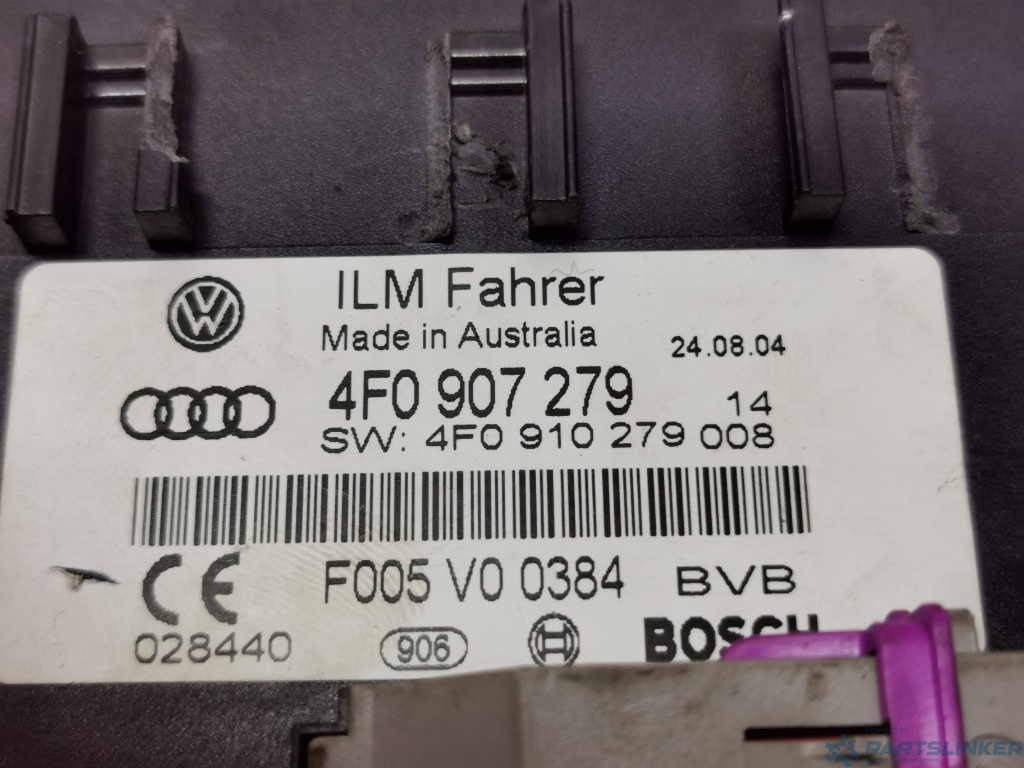 ILM Fahrer
Made in Australia
24.08.04
4F0 907 279 14
SW: 4F0 910 279 008
F005 V0 0384 BVB
028440 906 BOSCH
PARTSLINKER